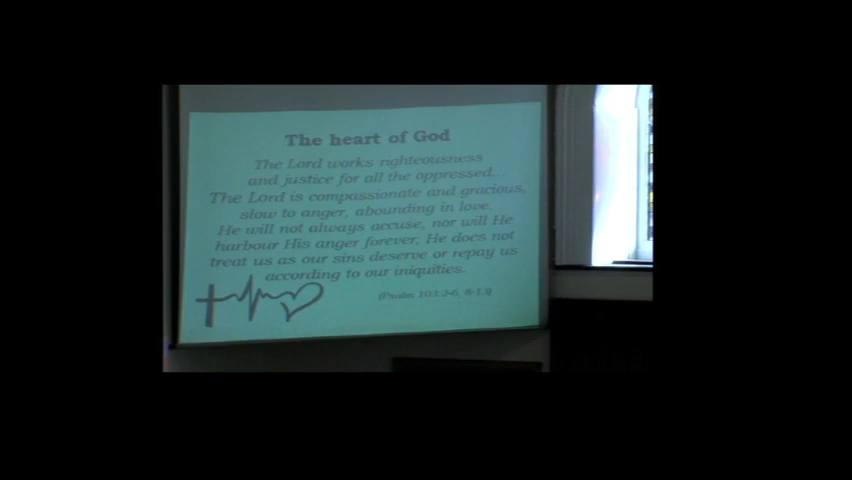 The heart of God
The Lord works righteousness
and justice for all the oppressed...
The Lord is compassionate and gracious,
slow to anger, abounding in love.
He will not always accuse, nor will He
harbour His anger forever, He does not
treat us as our sins deserve or repay us
according to our iniquities.
(Psalm 103:2-6, 8-13)